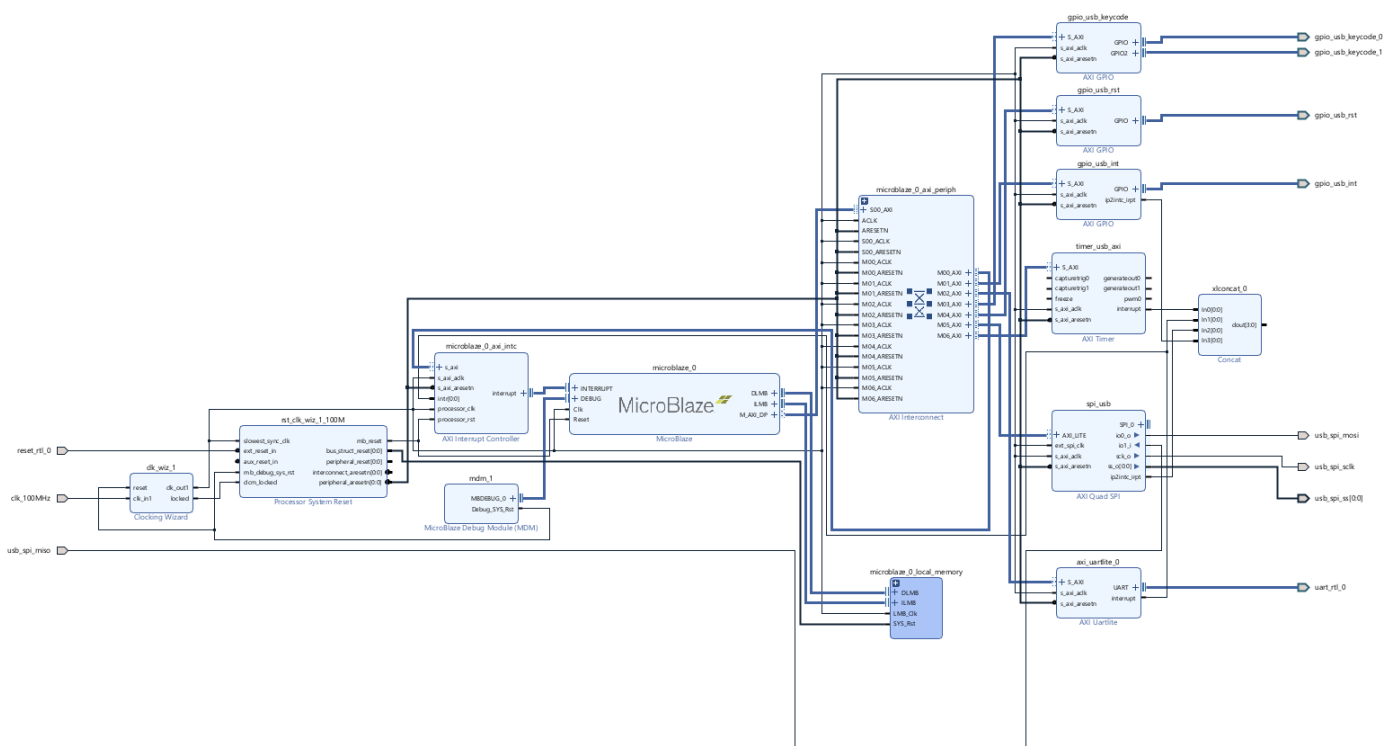 gpio_usb_keycode
S_AXI
s_axi_aclk
s_axi_aresetn
GPIO
GPIO2
AXI GPIO
gpio_usb_keycode_0
gpio_usb_keycode_1
gpio_usb_rst
S_AXI
s_axi_aclk
s_axi_aresetn
GPIO
AXI GPIO
gpio_usb_rst
gpio_usb_int
S_AXI
s_axi_aclk
s_axi_aresetn
GPIO
ip2intc_irpt
AXI GPIO
gpio_usb_int
microblaze_0_axi_periph
S00_AXI
ACLK
ARESETN
S00_ACLK
S00_ARESETN
M00_ACLK
M00_ARESETN
M01_ACLK
M01_ARESETN
M02_ACLK
M02_ARESETN
M03_ACLK
M03_ARESETN
M04_ACLK
M04_ARESETN
M05_ACLK
M05_ARESETN
M06_ACLK
M06_ARESETN
M00_AXI
M01_AXI
M02_AXI
M03_AXI
M04_AXI
M05_AXI
M06_AXI
AXI Interconnect
timer_usb_axi
S_AXI
capturetrig0
capturetrig1
freeze
s_axi_aclk
s_axi_aresetn
generateout0
generateout1
pwm0
interrupt
AXI Timer
xlconcat_0
In0[0:0]
In1[0:0]
In2[0:0]
In3[0:0]
dout[3:0]
Concat
microblaze_0_axi_intc
s_axi
s_axi_aclk
s_axi_aresetn
intr[0:0]
processor_clk
processor_rst
interrupt
AXI Interrupt Controller
microblaze_0
INTERRUPT
DEBUG
Clk
Reset
MicroBlaze
DLMB
ILMB
M_AXI_DP
MicroBlaze
rst_clk_wiz_1_100M
slowest_sync_clk
ext_reset_in
aux_reset_in
mb_debug_sys_rst
dcm_locked
mb_reset
bus_struct_reset[0:0]
peripheral_reset[0:0]
interconnect_aresetn[0:0]
peripheral_aresetn[0:0]
Processor System Reset
reset_rtl_0
clk_wiz_1
reset
clk_in1
clk_out1
locked
Clocking Wizard
clk_100MHz
mdm_1
MBDEBUG_0
Debug_SYS_Rst
MicroBlaze Debug Module (MDM)
spi_usb
AXI_LITE
ext_spi_clk
s_axi_aclk
s_axi_aresetn
SPI_0
io0_o
io1_i
sck_o
ss_o[0:0]
ip2intc_irpt
AXI Quad SPI
usb_spi_mosi
usb_spi_sclk
usb_spi_ss[0:0]
usb_spi_miso
microblaze_0_local_memory
DLMB
ILMB
LMB_Clk
SYS_Rst
axi_uartlite_0
S_AXI
s_axi_aclk
s_axi_aresetn
UART
interrupt
AXI Uartlite
uart_rtl_0